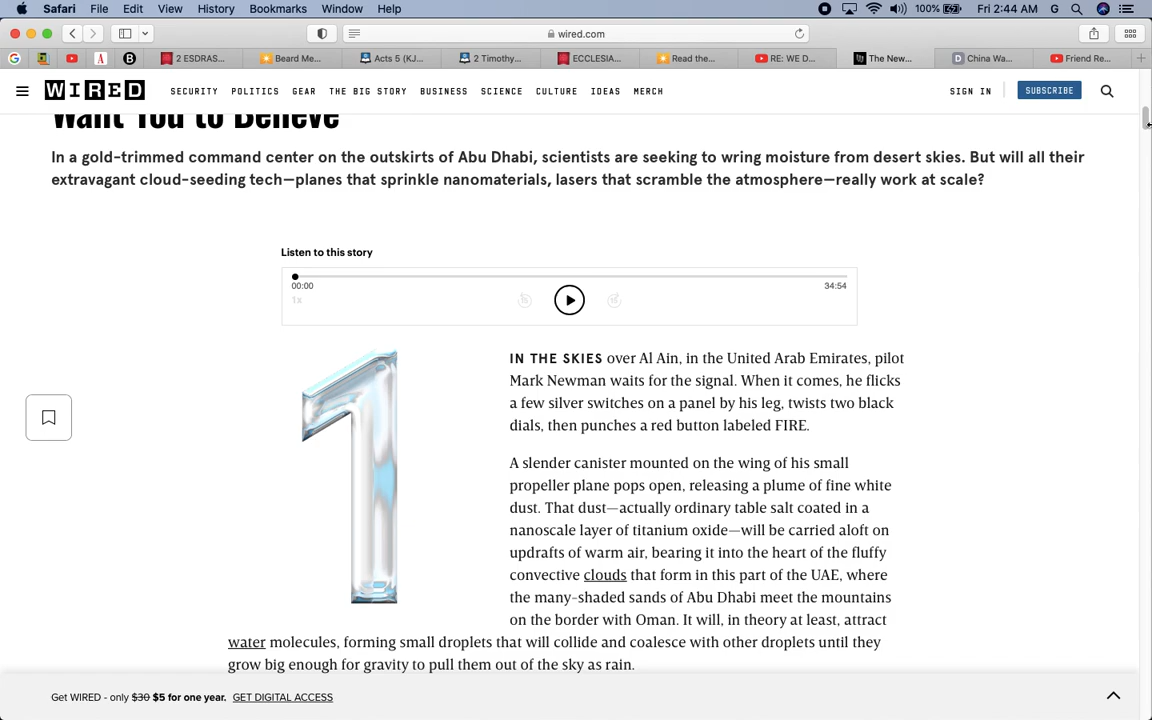 Safari File Edit View History Bookmarks Window Help 100% Fri 2:44 AM G
wired.com
G A B 2 ESDRAS... Beard Me... Acts 5 (KJ... 2 Timothy... ECCLESIA... Read the... RE: WE D... The New... China Wa... Friend Re...
WIRED SECURITY POLITICS GEAR THE BIG STORY BUSINESS SCIENCE CULTURE IDEAS MERCH SIGN IN SUBSCRIBE
Want You to Believe
In a gold-trimmed command center on the outskirts of Abu Dhabi, scientists are seeking to wring moisture from desert skies. But will all their
extravagant cloud-seeding tech—planes that sprinkle nanomaterials, lasers that scramble the atmosphere—really work at scale?
Listen to this story
00:00 34:54
1x 15 15
1
IN THE SKIES over Al Ain, in the United Arab Emirates, pilot
Mark Newman waits for the signal. When it comes, he flicks
a few silver switches on a panel by his leg, twists two black
dials, then punches a red button labeled FIRE.
A slender canister mounted on the wing of his small
propeller plane pops open, releasing a plume of fine white
dust. That dust—actually ordinary table salt coated in a
nanoscale layer of titanium oxide—will be carried aloft on
updrafts of warm air, bearing it into the heart of the fluffy
convective clouds that form in this part of the UAE, where
the many-shaded sands of Abu Dhabi meet the mountains
on the border with Oman. It will, in theory at least, attract
water molecules, forming small droplets that will collide and coalesce with other droplets until they
grow big enough for gravity to pull them out of the sky as rain.
Get WIRED - only $30 $5 for one year. GET DIGITAL ACCESS